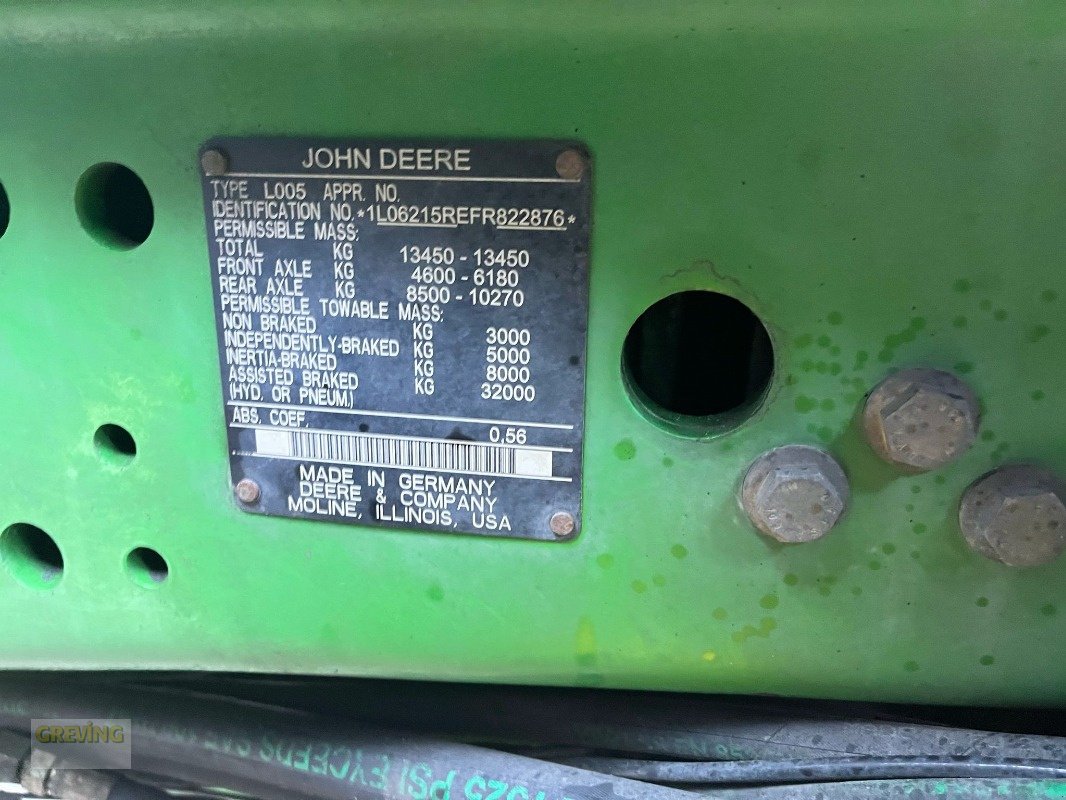 JOHN DEERE
TYPE L005 APPR. NO.
IDENTIFICATION NO. *1L06215REFR822876*
PERMISSIBLE MASS:
TOTAL KG 13450 - 13450
FRONT AXLE KG 4600 - 6180
REAR AXLE KG 8500 - 10270
PERMISSIBLE TOWABLE MASS:
NON BRAKED KG 3000
INDEPENDENTLY-BRAKED KG 5000
INERTIA-BRAKED KG 8000
ASSISTED BRAKED KG 32000
(HYD. OR PNEUM.)
ABS. COEF. 0,56
MADE IN GERMANY
DEERE & COMPANY
MOLINE, ILLINOIS, USA
PSI EXCEEDS SAE
GREVING